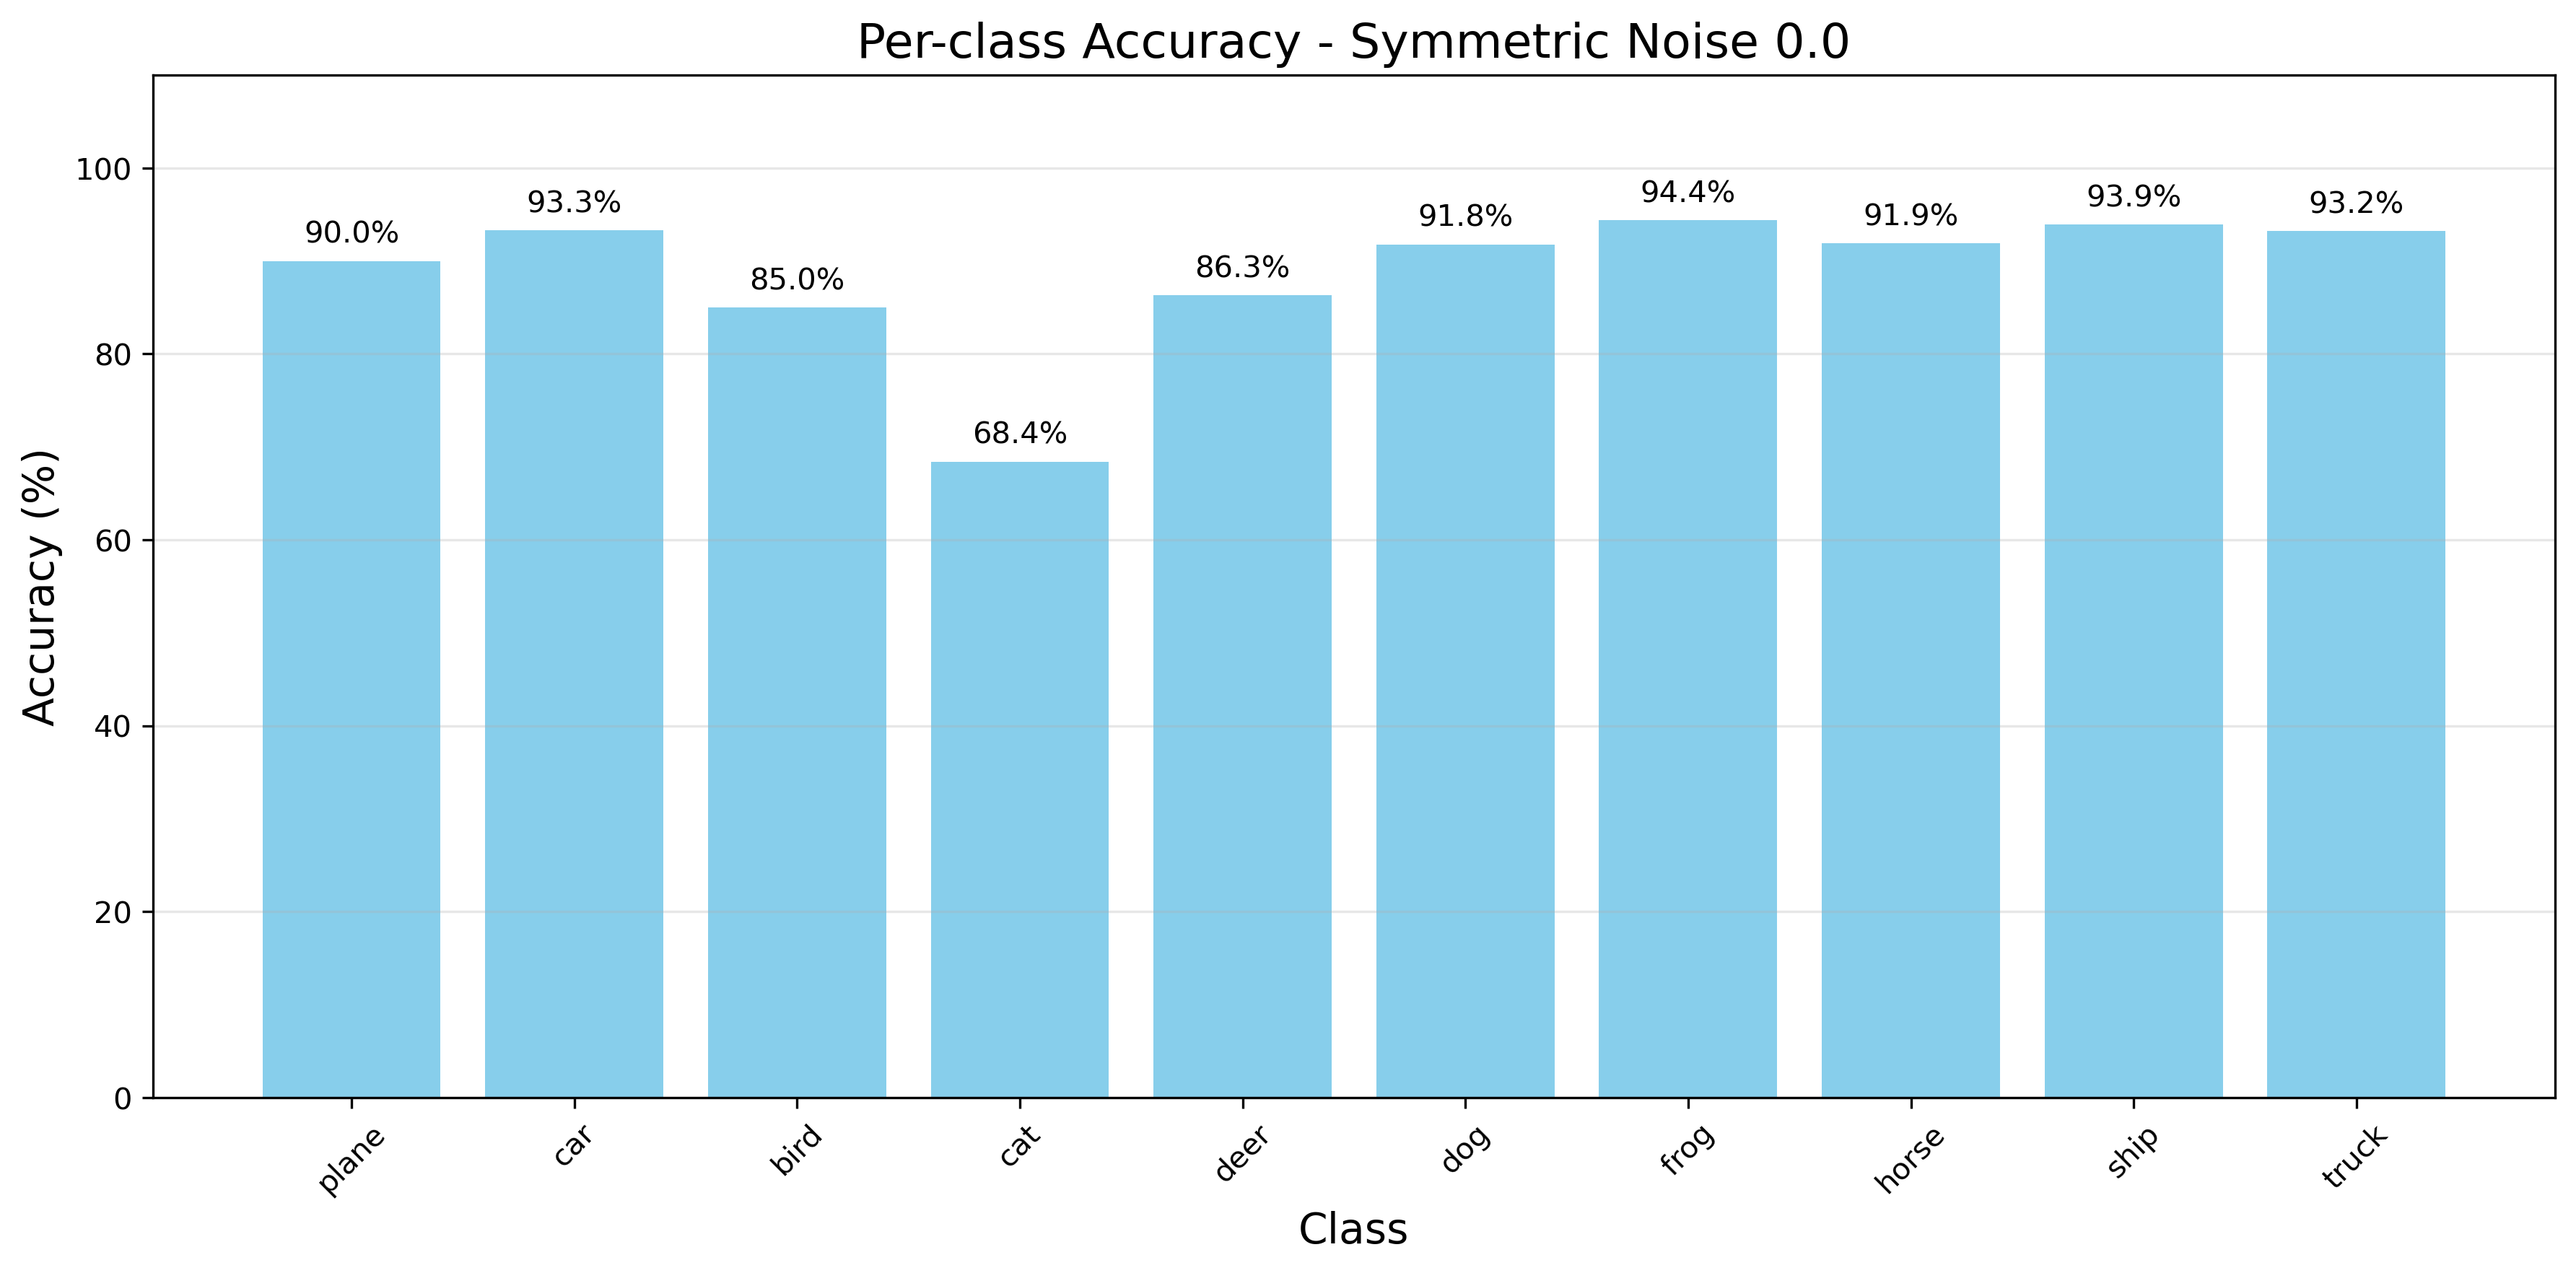 Per-class Accuracy - Symmetric Noise 0.0
Accuracy (%)
100
80
60
40
20
0
90.0%
93.3%
85.0%
68.4%
86.3%
91.8%
94.4%
91.9%
93.9%
93.2%
plane
car
bird
cat
deer
dog
frog
horse
ship
truck
Class